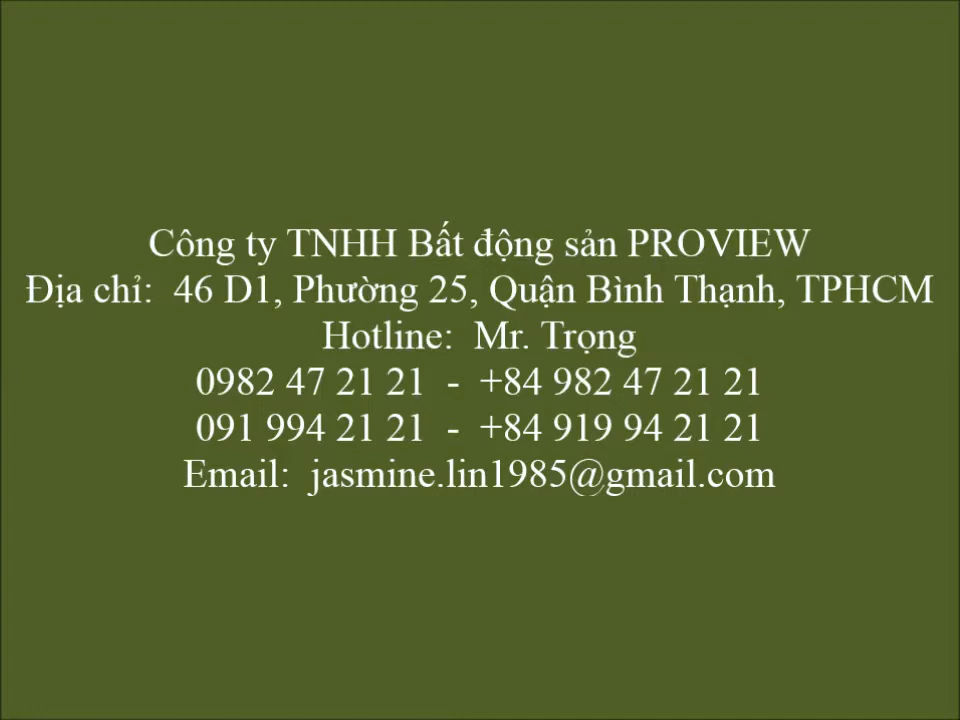 Công ty TNHH Bất động sản PROVIEW
Địa chỉ:  46 D1, Phường 25, Quận Bình Thạnh, TPHCM
Hotline:  Mr. Trọng
0982 47 21 21  -  +84 982 47 21 21
091 994 21 21  -  +84 919 94 21 21
Email:  jasmine.lin1985@gmail.com